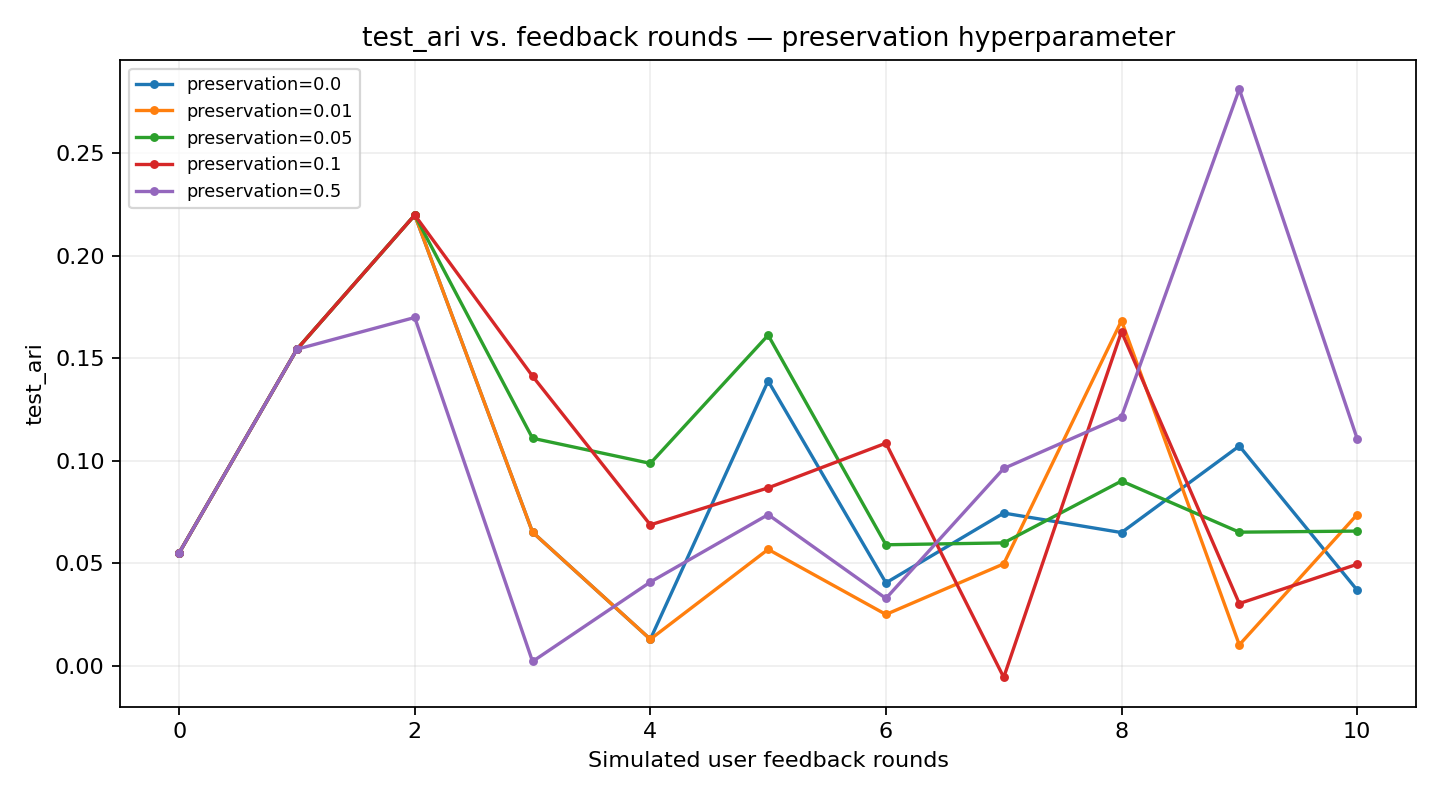 test_ari vs. feedback rounds — preservation hyperparameter
preservation=0.0
preservation=0.01
preservation=0.05
preservation=0.1
preservation=0.5
0.25
0.20
0.15
0.10
0.05
0.00
test_ari
0 2 4 6 8 10
Simulated user feedback rounds